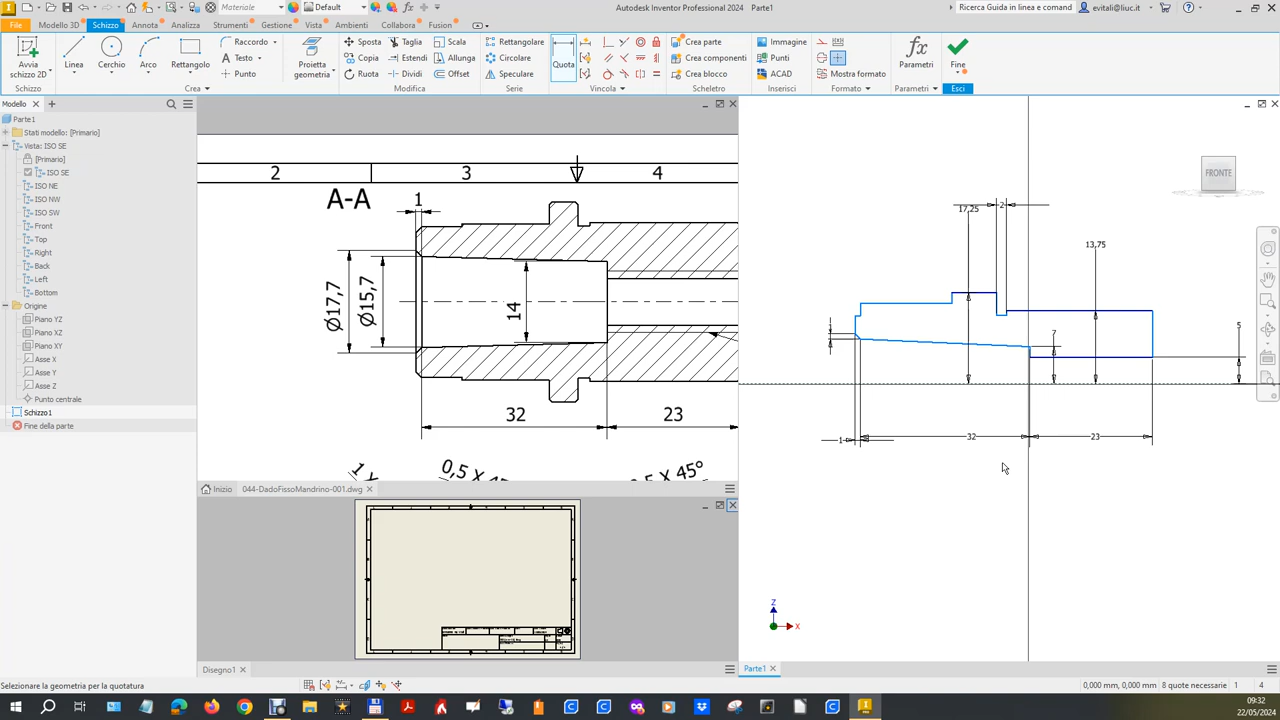 Materiale
Default
Autodesk Inventor Professional 2024
Parte1
Ricerca Guida in linea e comand
evitali@liuc.it
File
Modello 3D
Schizzo
Annota
Analizza
Strumenti
Gestione
Vista
Ambienti
Collabora
Fusion
Avvia
schizzo 2D
Linea
Cerchio
Arco
Rettangolo
Raccordo
Testo
Punto
Proietta
geometria
Sposta
Copia
Ruota
Taglia
Estendi
Dividi
Scala
Allunga
Offset
Rettangolare
Circolare
Speculare
Quota
Crea parte
Crea componenti
Crea blocco
Immagine
Punti
ACAD
Mostra formato
Parametri
Fine
Schizzo
Crea
Modifica
Serie
Vincola
Scheletro
Inserisci
Formato
Parametri
Esci
Modello
Parte1
Stati modello: [Primario]
Vista: ISO SE
[Primario]
ISO SE
ISO NE
ISO NW
ISO SW
Front
Top
Right
Back
Left
Bottom
Origine
Piano YZ
Piano XZ
Piano XY
Asse X
Asse Y
Asse Z
Punto centrale
Schizzo1
Fine della parte
2
3
4
A-A
1
Ø17,7
Ø15,7
14
32
23
1 X
0,5 X 45°
0,5 X 45°
Inizio
044-DadoFissoMandrino-001.dwg
Disegno1
FRONTE
17,25
2
13,75
1
7
5
1
32
23
Z
X
Parte1
Selezionare la geometria per la quotatura
0,000 mm, 0,000 mm
8 quote necessarie
1
4
09:32
22/05/2024